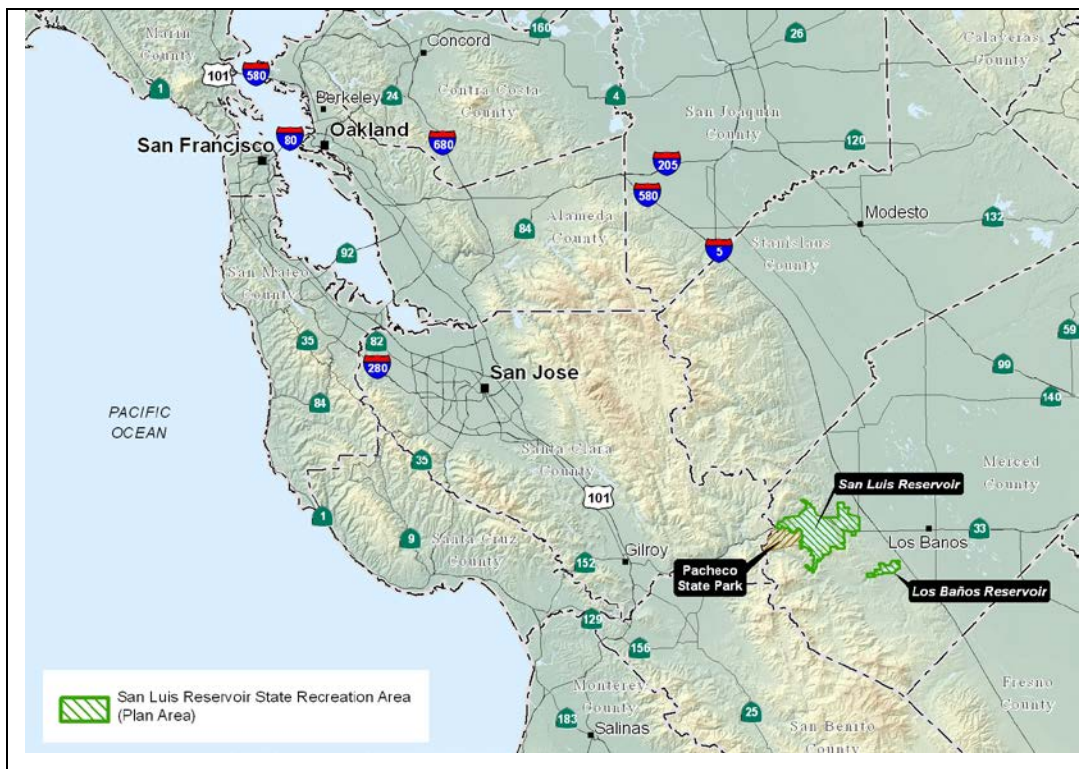 160
26
Marin
County
Concord
Calaveras
County
101
580
1
24
Contra Costa
County
4
Berkeley
San Joaquin
County
Oakland
80
680
120
San Francisco
205
580
Alameda
County
Modesto
132
84
5
Stanislaus
County
92
San Mateo
County
59
35
82
280
99
San Jose
140
84
PACIFIC
OCEAN
Santa Clara
County
35
Merced
County
San Luis Reservoir
101
1
9
Santa Cruz
County
33
Los Banos
Gilroy
152
Pacheco
State Park
Los Baños Reservoir
129
156
Monterey
County
Fresno
County
San Luis Reservoir State Recreation Area
(Plan Area)
183
Salinas
25
San Benito
County